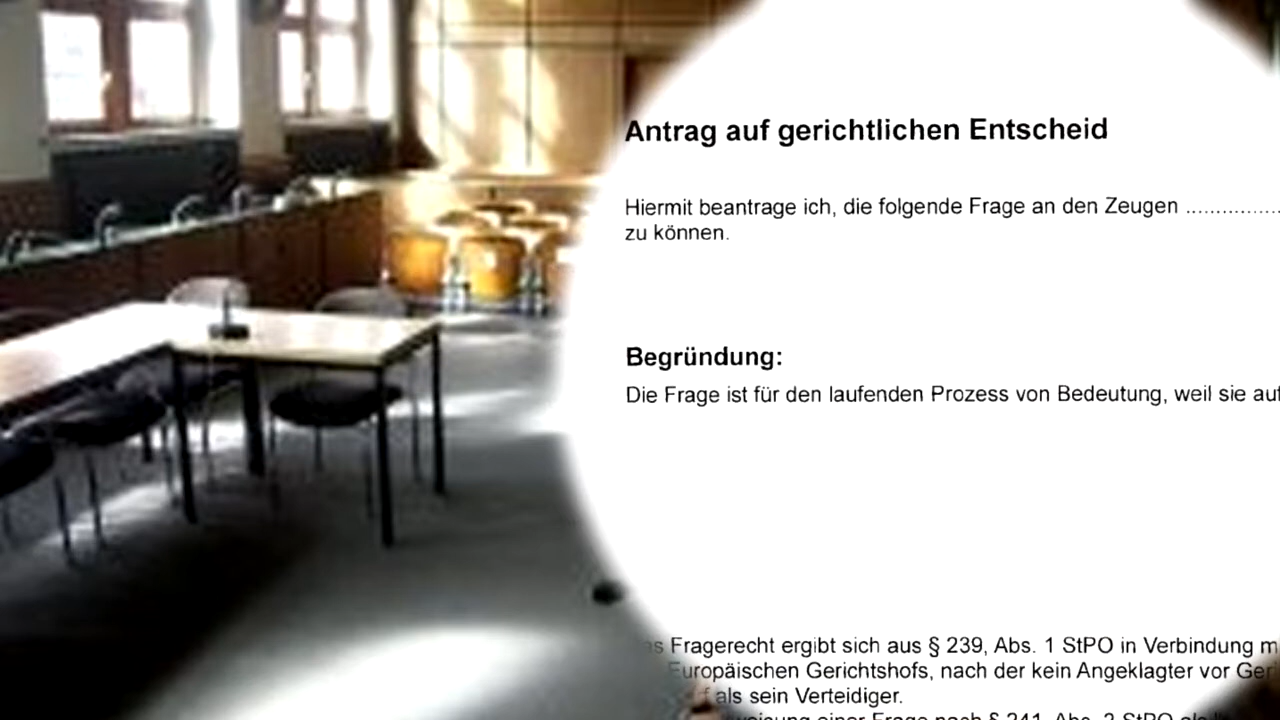 Antrag auf gerichtlichen Entscheid
Hiermit beantrage ich, die folgende Frage an den Zeugen ................
zu können.
Begründung:
Die Frage ist für den laufenden Prozess von Bedeutung, weil sie auf
Fragerecht ergibt sich aus § 239, Abs. 1 StPO in Verbindung m
Europäischen Gerichtshofs, nach der kein Angeklagter vor Ger
als sein Verteidiger.
einer Frage nach § 241, Abs. 2 StPO als